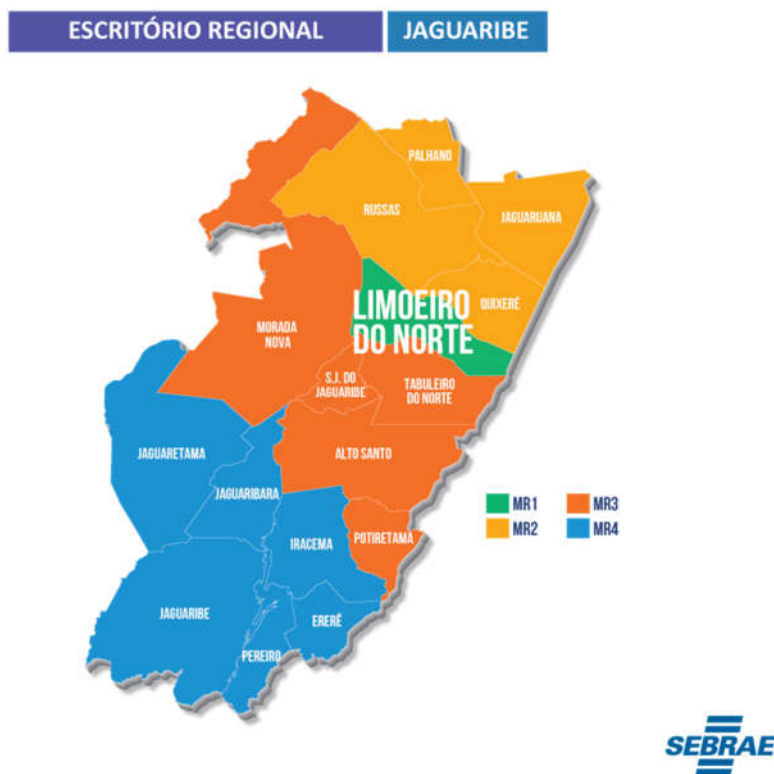 ESCRITÓRIO REGIONAL
JAGUARIBE
PALHANO
RUSSAS
JAGUARUANA
LIMOEIRO
DO NORTE
QUIXERÉ
MORADA
NOVA
S.J. DO
JAGUARIBE
TABULEIRO
DO NORTE
JAGUARETAMA
ALTO SANTO
JAGUARIBARA
IRACEMA
POTIRETAMA
JAGUARIBE
ERERÊ
PEREIRO
MR1
MR3
MR2
MR4
SEBRAE